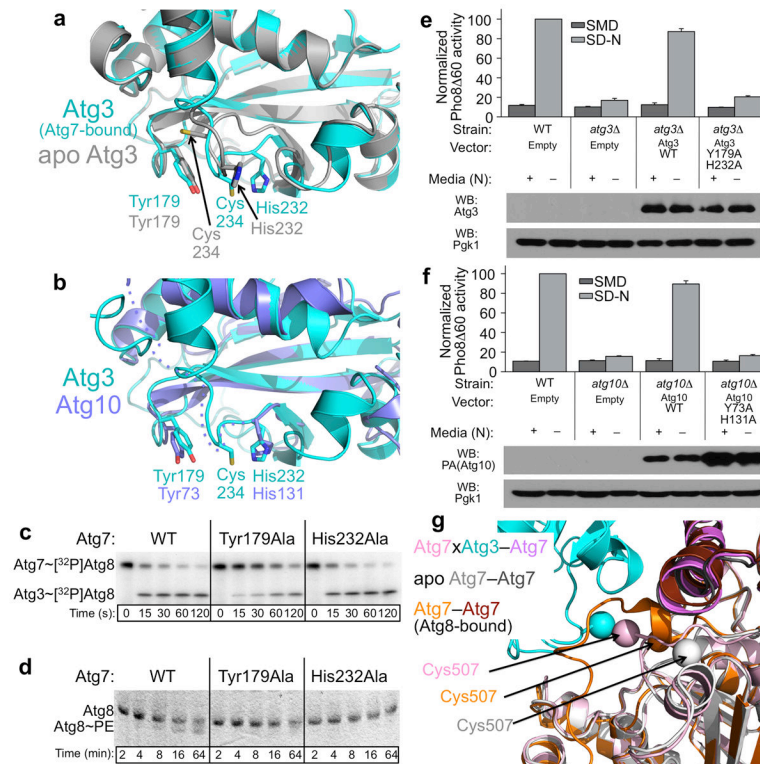 a
Atg3
(Atg7-bound)
apo Atg3
Tyr179
Tyr179
Cys
234
Cys
234
His232
His232
b
Atg3
Atg10
Tyr179
Tyr73
Cys
234
His232
His131
c
Atg7: WT Tyr179Ala His232Ala
Atg7~[32P]Atg8
Atg3~[32P]Atg8
Time (s): 0 15 30 60 120 0 15 30 60 120 0 15 30 60 120
d
Atg7: WT Tyr179Ala His232Ala
Atg8
Atg8~PE
Time (min): 2 4 8 16 64 2 4 8 16 64 2 4 8 16 64
e
Normalized
Pho8Δ60 activity
100
80
60
40
20
0
SMD
SD-N
Strain: WT atg3Δ atg3Δ atg3Δ
Vector: Empty Empty Atg3 WT Atg3 Y179A H232A
Media (N) + – + – + – + –
WB:
Atg3
WB:
Pgk1
f
Normalized
Pho8Δ60 activity
100
80
60
40
20
0
SMD
SD-N
Strain: WT atg10Δ atg10Δ atg10Δ
Vector: Empty Empty Atg10 WT Atg10 Y73A H131A
Media (N) + – + – + – + –
WB:
PA(Atg10)
WB:
Pgk1
g
Atg7xAtg3–Atg7
apo Atg7–Atg7
Atg7–Atg7
(Atg8-bound)
Cys507
Cys507
Cys507